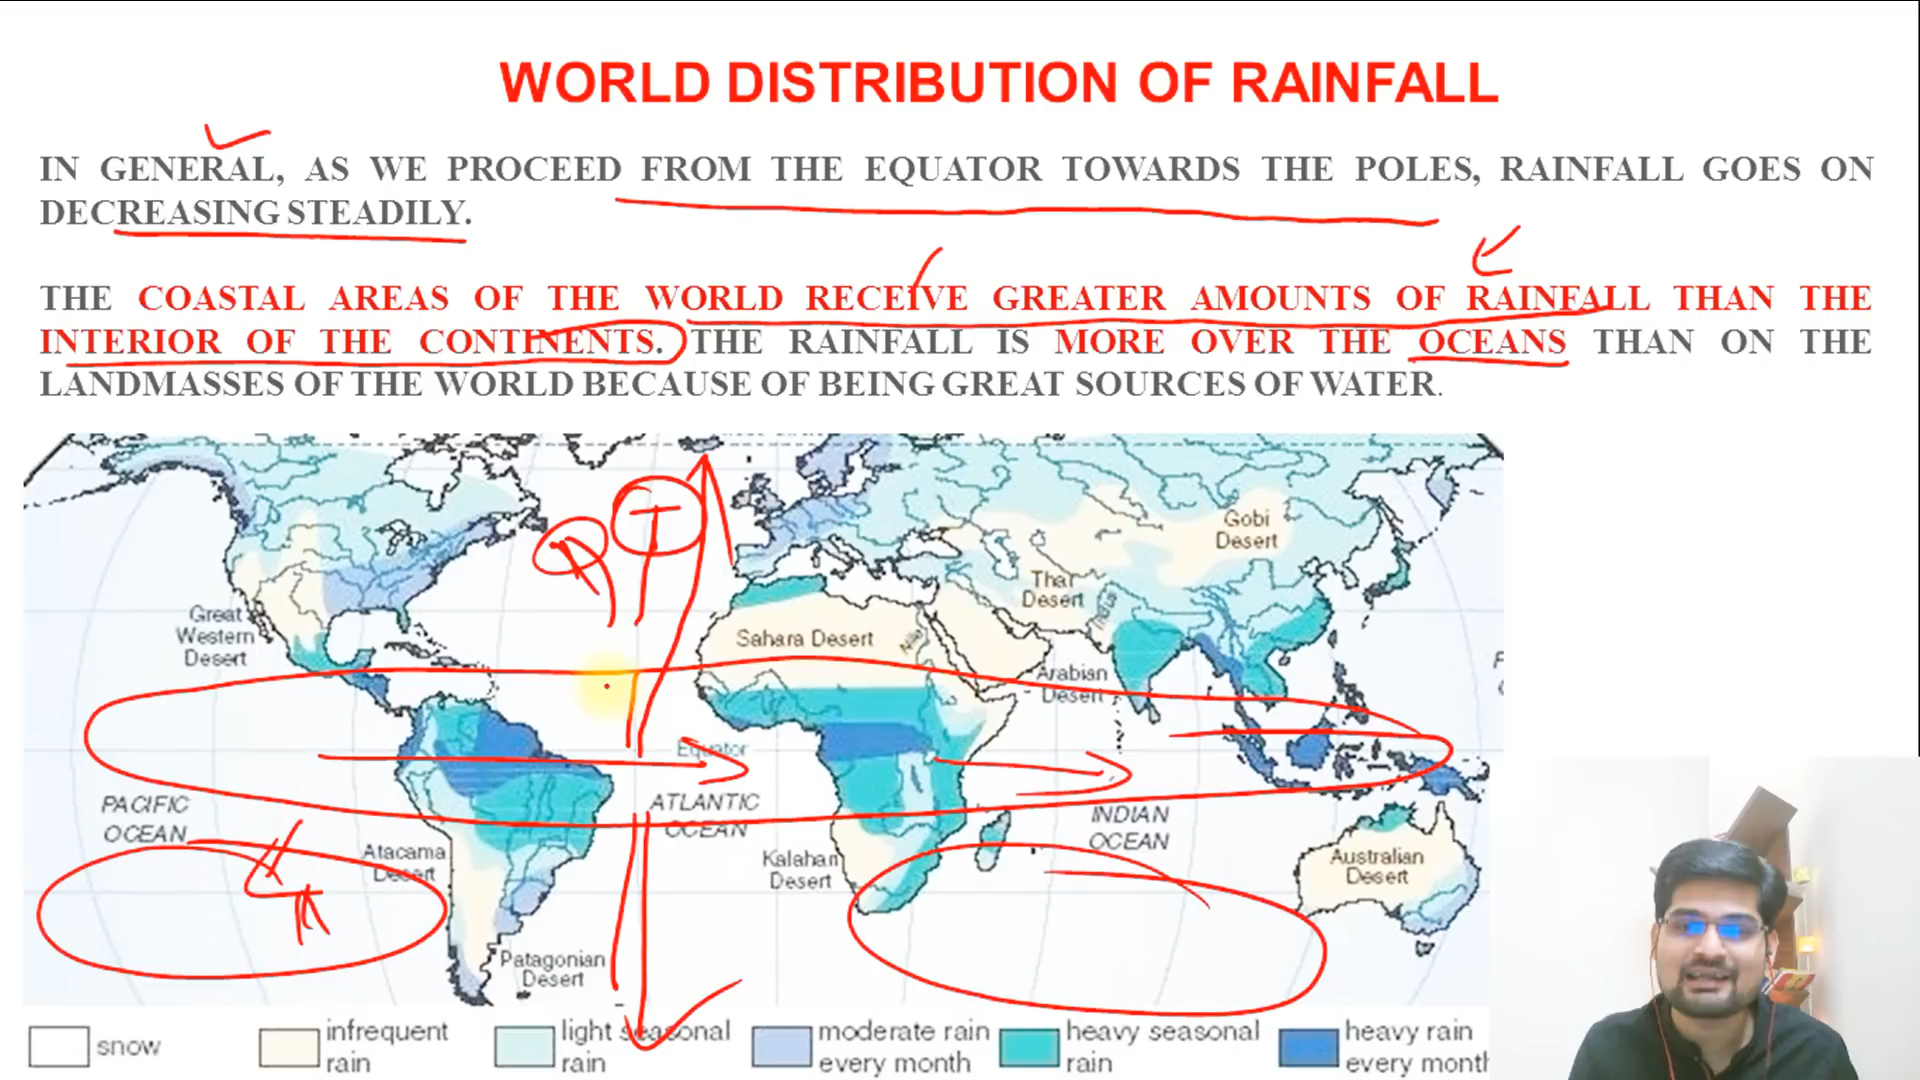 WORLD DISTRIBUTION OF RAINFALL
IN GENERAL, AS WE PROCEED FROM THE EQUATOR TOWARDS THE POLES, RAINFALL GOES ON
DECREASING STEADILY.
THE COASTAL AREAS OF THE WORLD RECEIVE GREATER AMOUNTS OF RAINFALL THAN THE
INTERIOR OF THE CONTINENTS. THE RAINFALL IS MORE OVER THE OCEANS THAN ON THE
LANDMASSES OF THE WORLD BECAUSE OF BEING GREAT SOURCES OF WATER.
T
Gobi
Desert
Thar
Desert
Great
Western
Desert
Sahara Desert
Nile
Arabian
Desert
Equator
PACIFIC
OCEAN
ATLANTIC
OCEAN
INDIAN
OCEAN
Atacama
Desert
Kalahari
Desert
Australian
Desert
Patagonian
Desert
snow
infrequent
rain
light seasonal
rain
moderate rain
every month
heavy seasonal
rain
heavy rain
every month